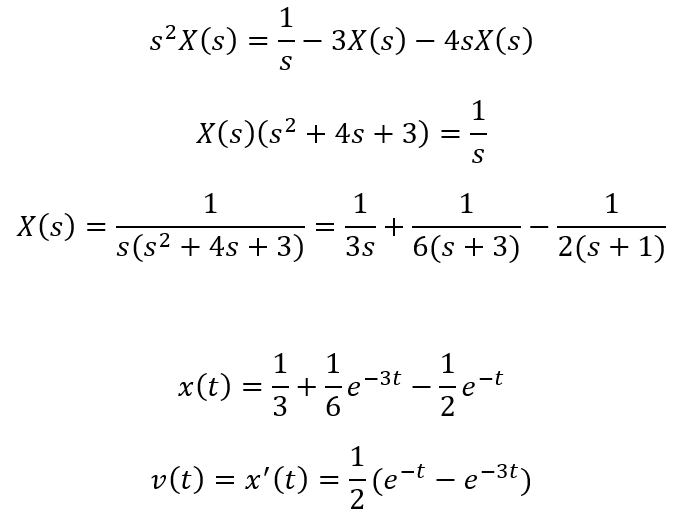 s²X(s) = 1/s − 3X(s) − 4sX(s)
X(s)(s² + 4s + 3) = 1/s
X(s) = 1/(s(s² + 4s + 3)) = 1/(3s) + 1/(6(s + 3)) − 1/(2(s + 1))
x(t) = 1/3 + 1/6 e⁻³ᵗ − 1/2 e⁻ᵗ
v(t) = x′(t) = 1/2 (e⁻ᵗ − e⁻³ᵗ)